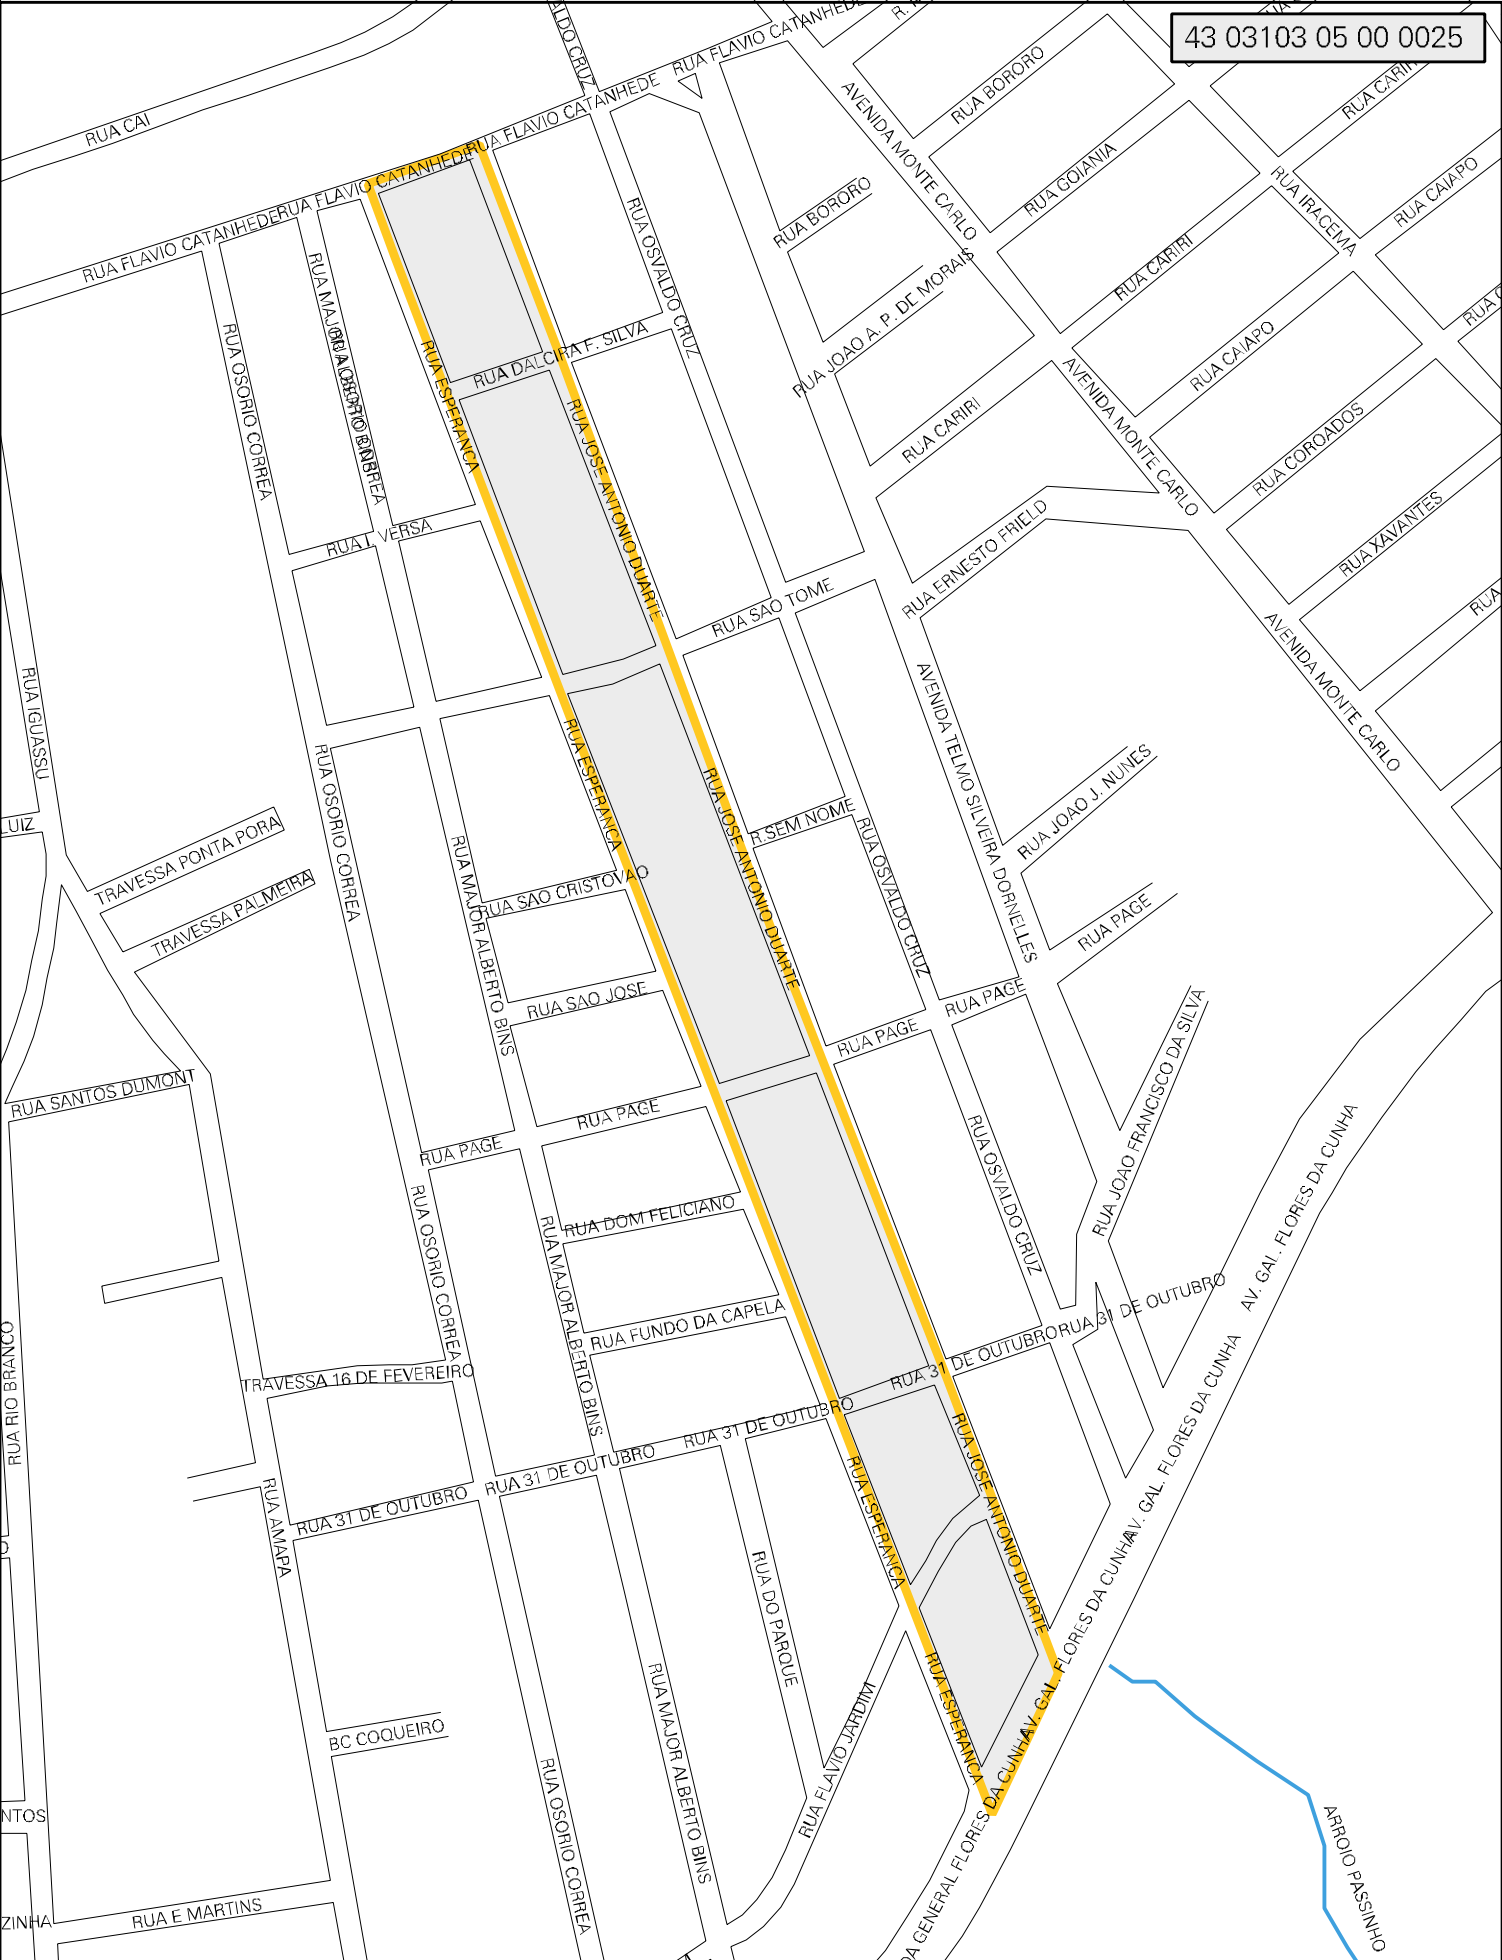 43 03103 05 00 0025
ALDO CRUZ
RUA FLAVIO CATANHEDE
RUA CAI
RUA FLAVIO CATANHEDE
RUA FLAVIO CATANHEDE
RUA FLAVIO CATANHEDE
RUA BORORO
AVENIDA MONTE CARLO
RUA GOIANIA
RUA CAIAPO
RUA IRACEMA
RUA BORORO
RUA OSVALDO CRUZ
RUA CARIRI
RUA JOAO A. P. DE MORAIS
RUA OSORIO CORREA
RUA ESPERANCA
RUA DALCIRA F. SILVA
RUA CAIAPO
AVENIDA MONTE CARLO
RUA CARIRI
RUA COROADOS
RUA JOSE ANTONIO DUARTE
RUA I. VERSA
RUA XAVANTES
RUA ERNESTO FRIELD
RUA SAO TOME
RUA
AVENIDA MONTE CARLO
RUA IGUASSU
AVENIDA TELMO SILVEIRA DORNELLES
RUA ESPERANCA
RUA OSORIO CORREA
RUA JOSE ANTONIO DUARTE
RUA JOAO J. NUNES
R.SEM NOME
LUIZ
TRAVESSA PONTA PORA
RUA OSVALDO CRUZ
RUA MAJOR ALBERTO BINS
RUA SAO CRISTOVAO
TRAVESSA PALMEIRA
RUA PAGE
RUA SAO JOSE
RUA PAGE
RUA PAGE
RUA JOAO FRANCISCO DA SILVA
RUA SANTOS DUMONT
RUA PAGE
RUA PAGE
RUA OSVALDO CRUZ
AV. GAL. FLORES DA CUNHA
RUA OSORIO CORREA
RUA DOM FELICIANO
RUA MAJOR ALBERTO BINS
RUA FUNDO DA CAPELA
RUA 31 DE OUTUBRO
RUA 31 DE OUTUBRO
RUA RIO BRANCO
TRAVESSA 16 DE FEVEREIRO
RUA 31 DE OUTUBRO
AV. GAL. FLORES DA CUNHA
RUA 31 DE OUTUBRO
RUA 31 DE OUTUBRO
RUA 31 DE OUTUBRO
RUA JOSE ANTONIO DUARTE
RUA ESPERANCA
RUA AMAPA
RUA DO PARQUE
AV. GAL. FLORES DA CUNHA
RUA ESPERANCA
RUA MAJOR ALBERTO BINS
RUA FLAVIO JARDIM
BC COQUEIRO
RUA OSORIO CORREA
NTOS
ARROIO PASSINHO
DA GENERAL FLORES DA CUNHA
ZINHA
RUA E MARTINS